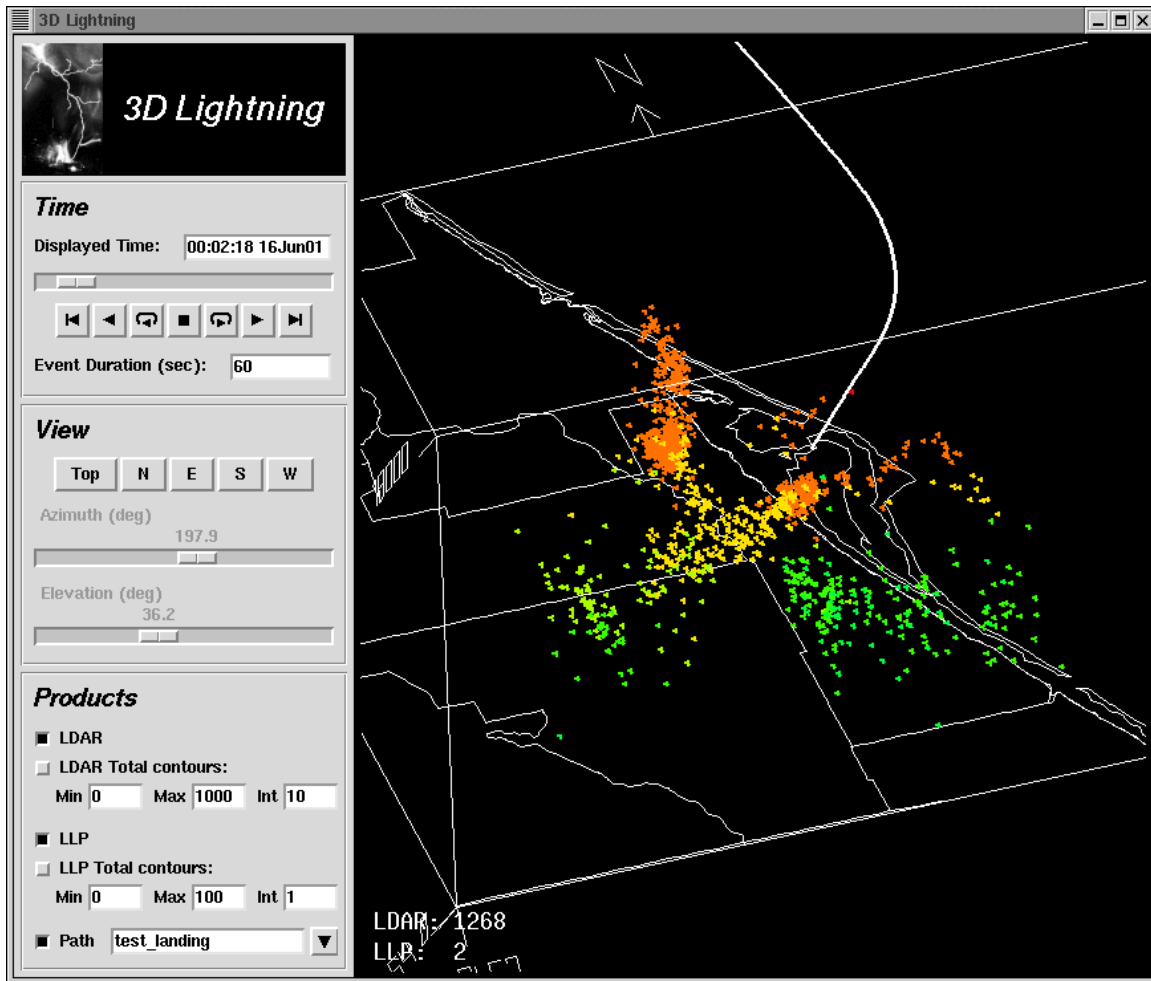 3D Lightning
3D Lightning
Time
Displayed Time: 00:02:18 16Jun01
Event Duration (sec): 60
View
Top N E S W
Azimuth (deg)
197.9
Elevation (deg)
36.2
Products
LDAR
LDAR Total contours:
Min 0 Max 1000 Int 10
LLP
LLP Total contours:
Min 0 Max 100 Int 1
Path test_landing
N
LDAR: 1268
LLP: 2